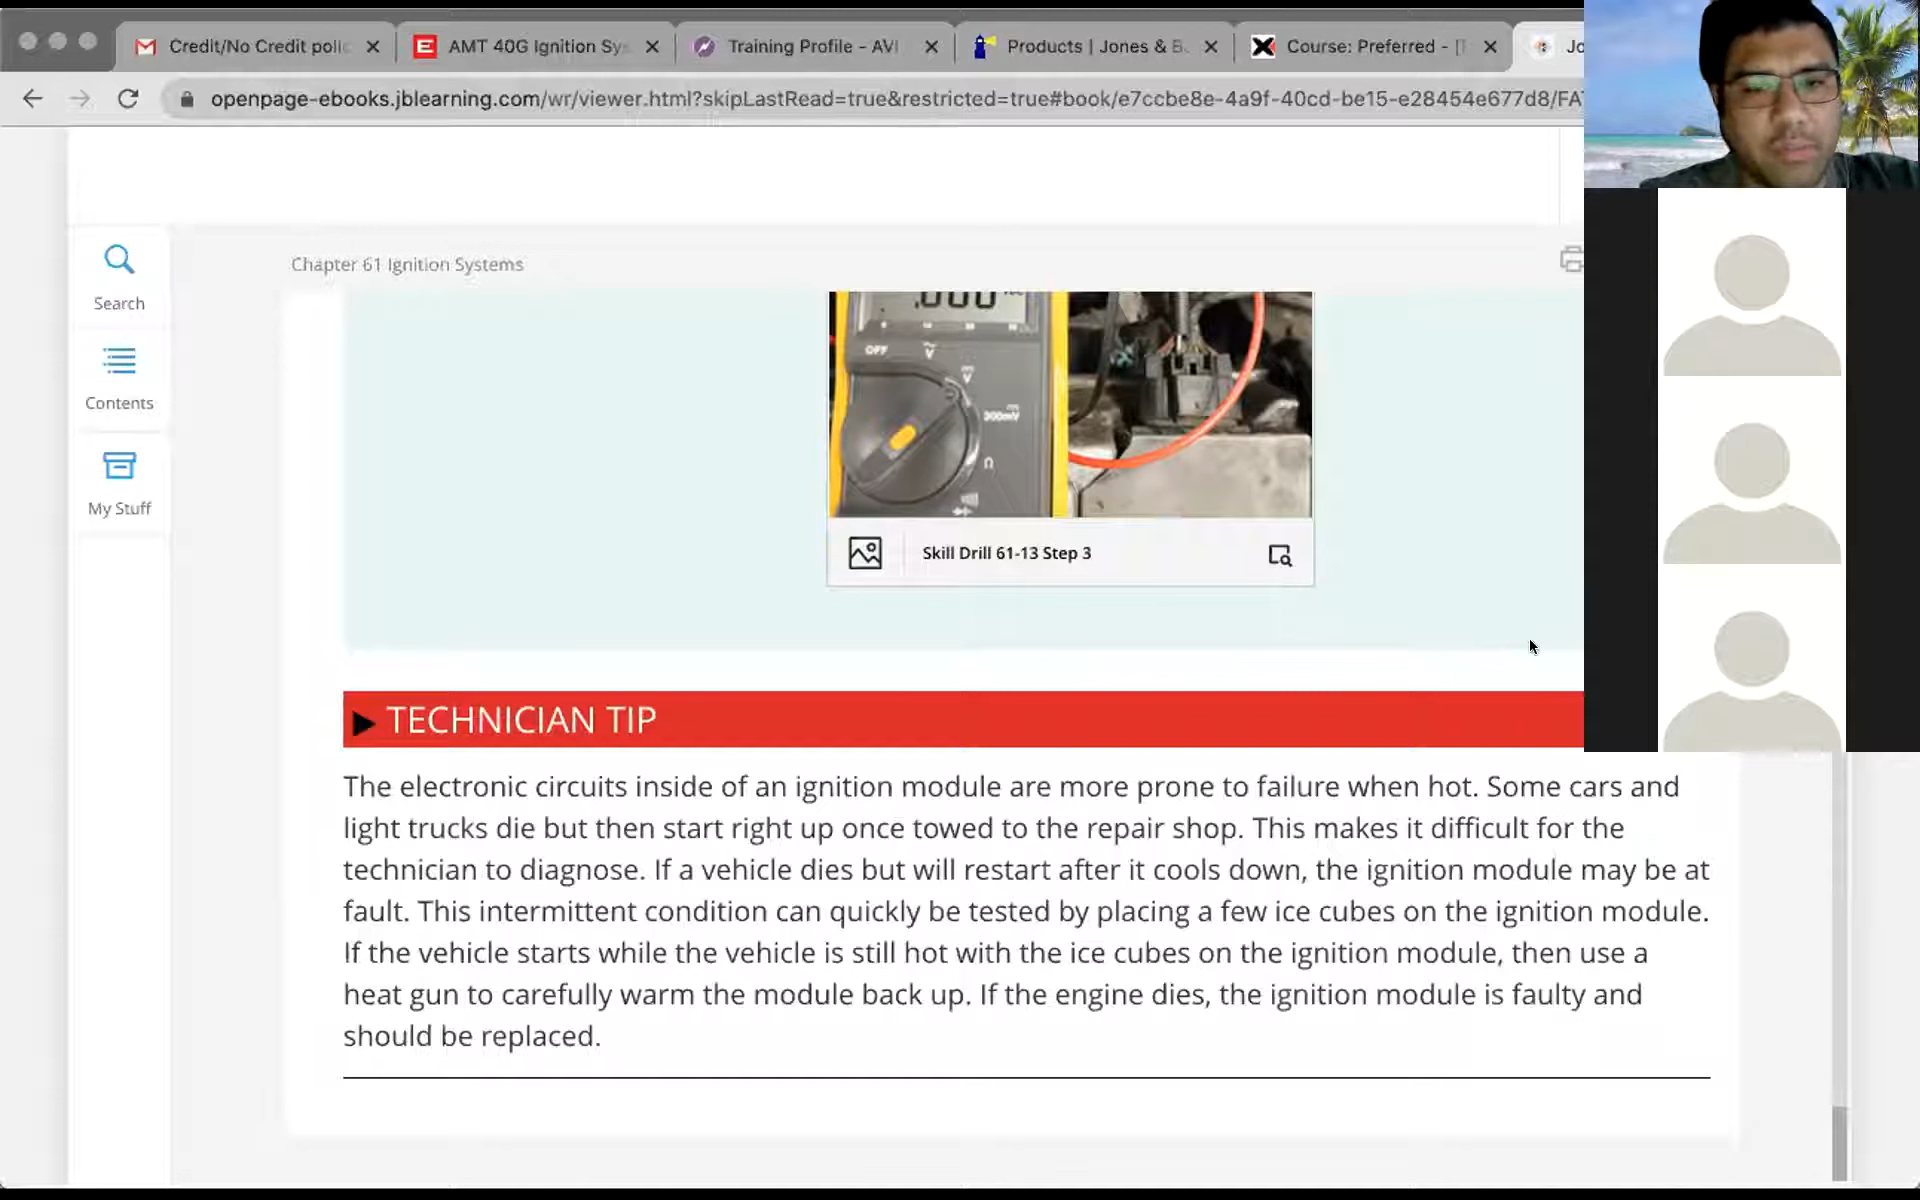 Credit/No Credit polic
AMT 40G Ignition Sys
Training Profile - AVI
Products | Jones & B
Course: Preferred - [T
Jo
openpage-ebooks.jblearning.com/wr/viewer.html?skipLastRead=true&restricted=true#book/e7ccbe8e-4a9f-40cd-be15-e28454e677d8/FA
Search
Contents
My Stuff
Chapter 61 Ignition Systems
.000
OFF
V
V
300mV
Ω
Skill Drill 61-13 Step 3
TECHNICIAN TIP
The electronic circuits inside of an ignition module are more prone to failure when hot. Some cars and
light trucks die but then start right up once towed to the repair shop. This makes it difficult for the
technician to diagnose. If a vehicle dies but will restart after it cools down, the ignition module may be at
fault. This intermittent condition can quickly be tested by placing a few ice cubes on the ignition module.
If the vehicle starts while the vehicle is still hot with the ice cubes on the ignition module, then use a
heat gun to carefully warm the module back up. If the engine dies, the ignition module is faulty and
should be replaced.